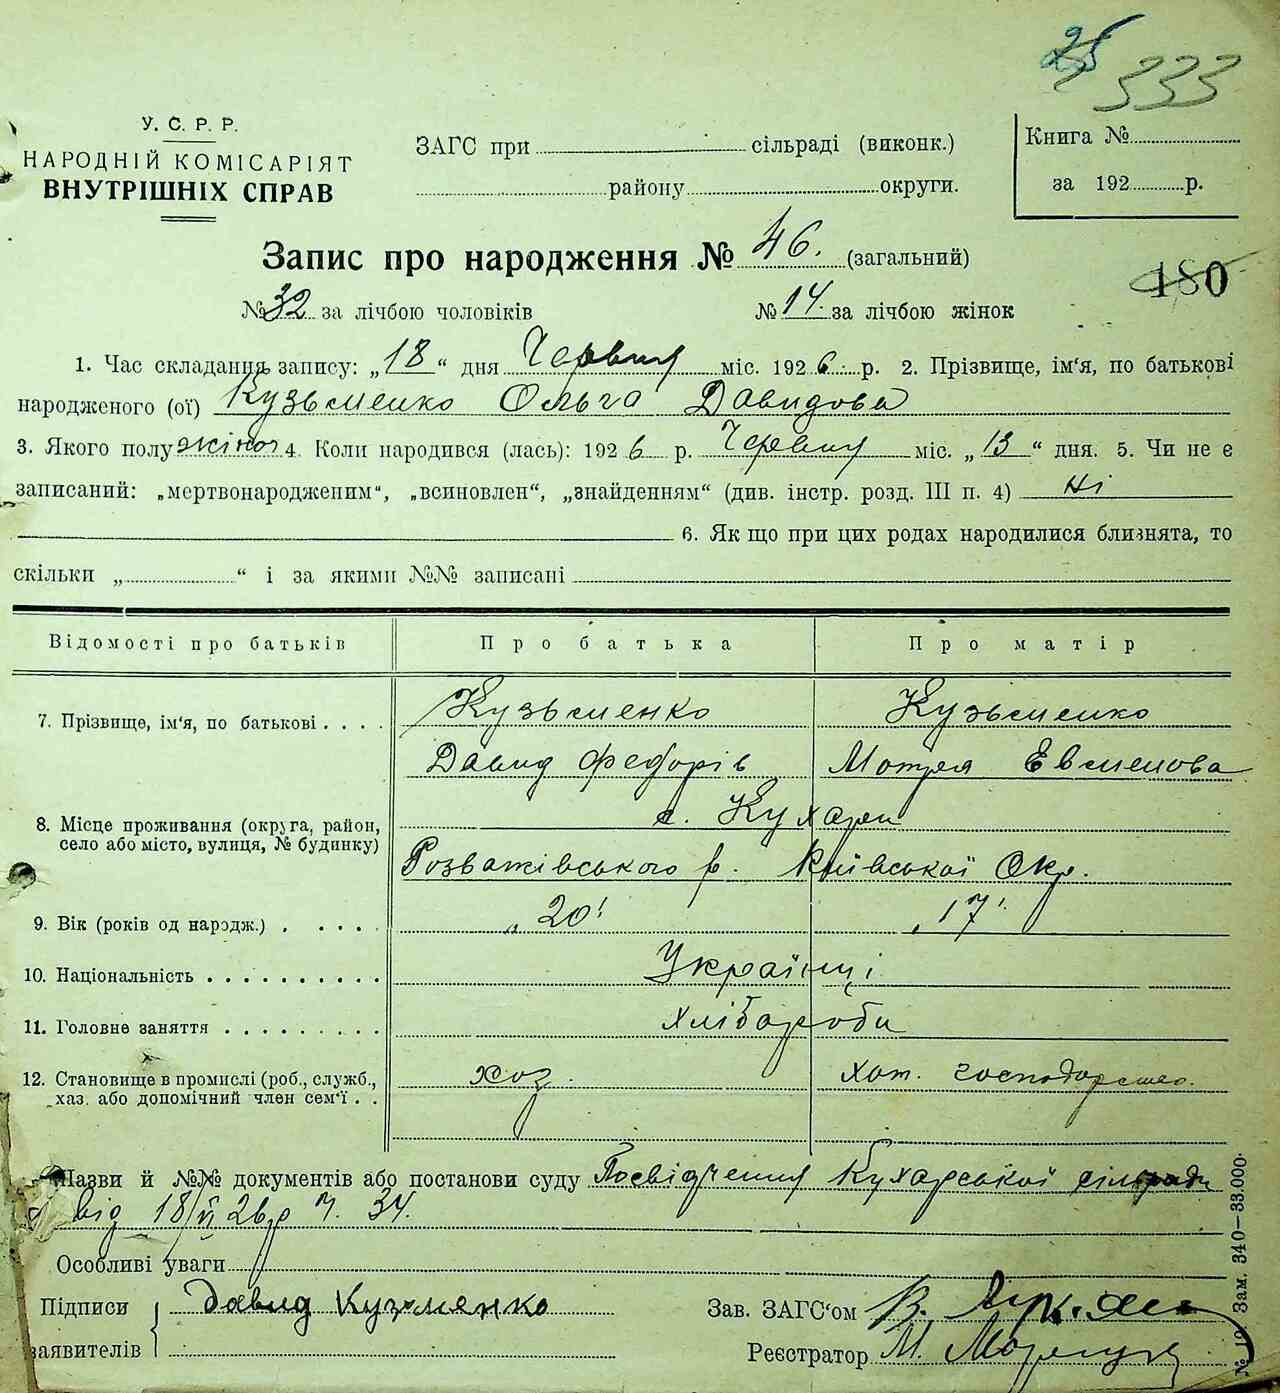 25
333
У. С. Р. Р.
НАРОДНІЙ КОМІСАРІЯТ
ВНУТРІШНІХ СПРАВ
ЗАГС при сільраді (виконк.)
району округи.
Книга №
за 192 р.
Запис про народження № 46. (загальний)
180
№ 32 за лічбою чоловіків № 14. за лічбою жінок
1. Час складання запису: „18“ дня Червня міс. 1926 р. 2. Прізвище, ім'я, по батькові
народженого (ої) Кузьменко Ольга Давидова
3. Якого полу жіноч 4. Коли народився (лась): 1926 р. Червня міс. „13“ дня. 5. Чи не є
записаний: „мертвонародженим“, „всиновлен“, „знайденням“ (див. інстр. розд. III п. 4) ні
6. Як що при цих родах народилися близнята, то
скільки „ “ і за якими №№ записані
Відомості про батьків Про батька Про матір
7. Прізвище, ім'я, по батькові Кузьменко Кузьменко
Давид Федорів Мотря Евменова
8. Місце проживання (округа, район, село або місто, вулиця, № будинку) с. Кухари
Розважівського р. Київської Окр.
9. Вік (років од народж.) „20' „17'
10. Національність Українці
11. Головне заняття хлібороби
12. Становище в промислі (роб., служб., хаз. або допомічний член сем'ї хоз. хат. господарство.
Назви й №№ документів або постанови суду Посвідчення Кухарської сільради
від 18/VI 26 р ч. 34.
Особливі уваги
Підписи Давид Кузменко Зав. ЗАГС'ом В.
заявителів Реєстратор М.
№ 12. Зам. 340—33.000.